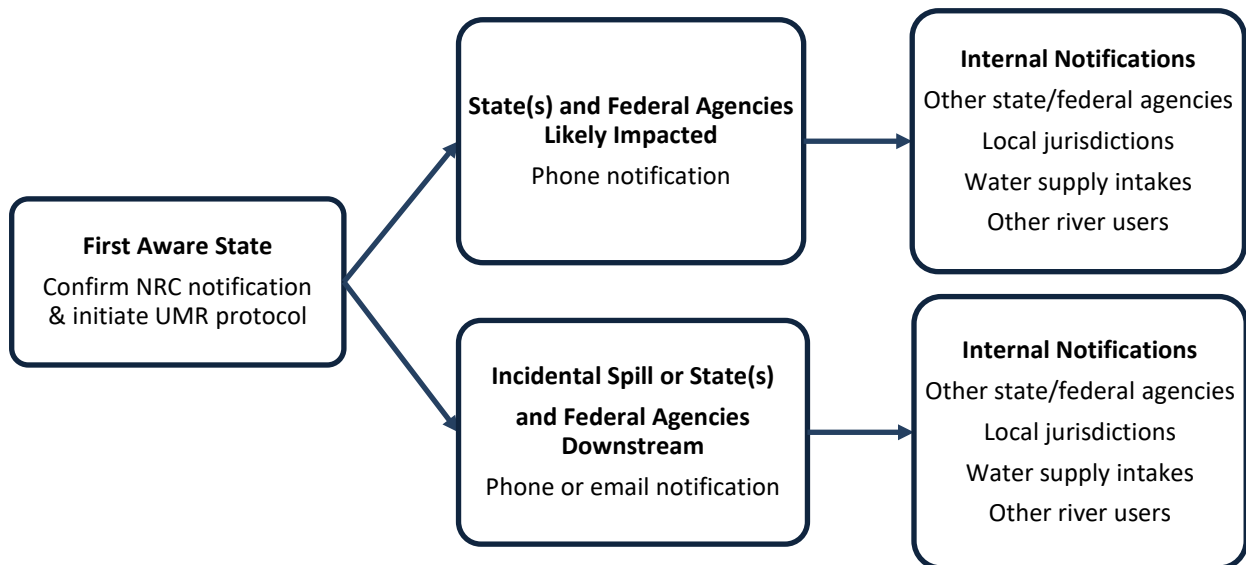 First Aware State
Confirm NRC notification
& initiate UMR protocol
State(s) and Federal Agencies
Likely Impacted
Phone notification
Internal Notifications
Other state/federal agencies
Local jurisdictions
Water supply intakes
Other river users
Incidental Spill or State(s)
and Federal Agencies
Downstream
Phone or email notification
Internal Notifications
Other state/federal agencies
Local jurisdictions
Water supply intakes
Other river users